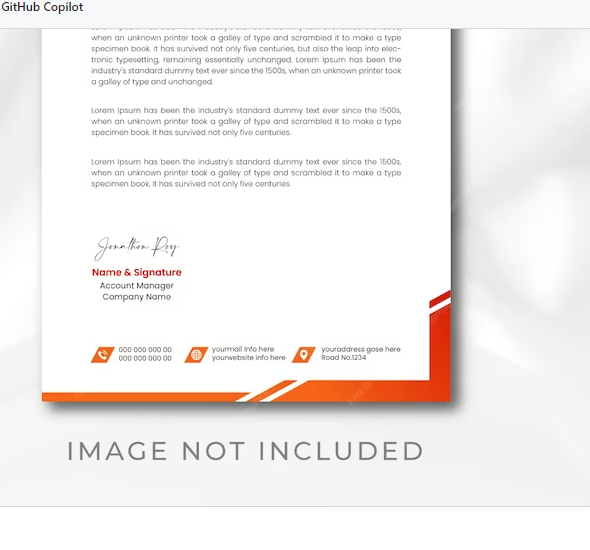 GitHub Copilot
when an unknown printer took a galley of type and scrambled it to make a type
specimen book. It has survived not only five centuries, but also the leap into elec-
tronic typesetting, remaining essentially unchanged. Lorem Ipsum has been the
industry's standard dummy text ever since the 1500s, when an unknown printer took
a galley of type and unchanged.
Lorem Ipsum has been the industry's standard dummy text ever since the 1500s,
when an unknown printer took a galley of type and scrambled it to make a type
specimen book. It has survived not only five centuries.
Lorem Ipsum has been the industry's standard dummy text ever since the 1500s,
when an unknown printer took a galley of type and scrambled it to make a type
specimen book. It has survived not only five centuries.
Jonathon Roy
Name & Signature
Account Manager
Company Name
000 000 000 00
000 000 000 00
yourmail info here
yourwebsite info here
youraddress gose here
Road No.1234
IMAGE NOT INCLUDED